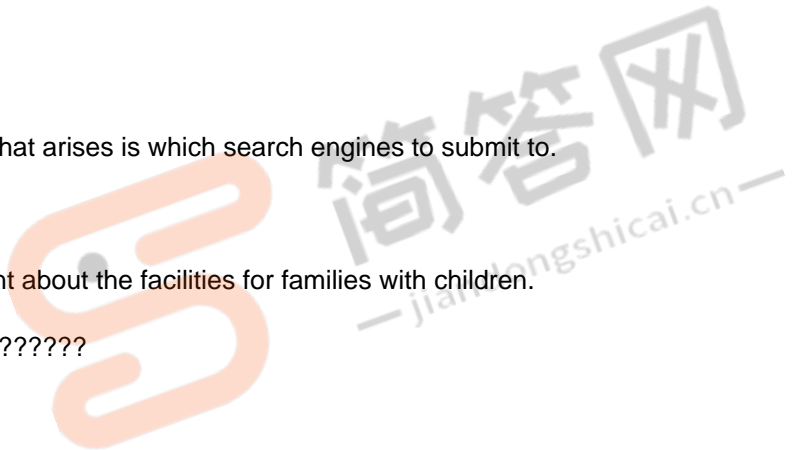 hat arises is which search engines to submit to.
简答网
jiandongshicai.cn
nt about the facilities for families with children.
??????